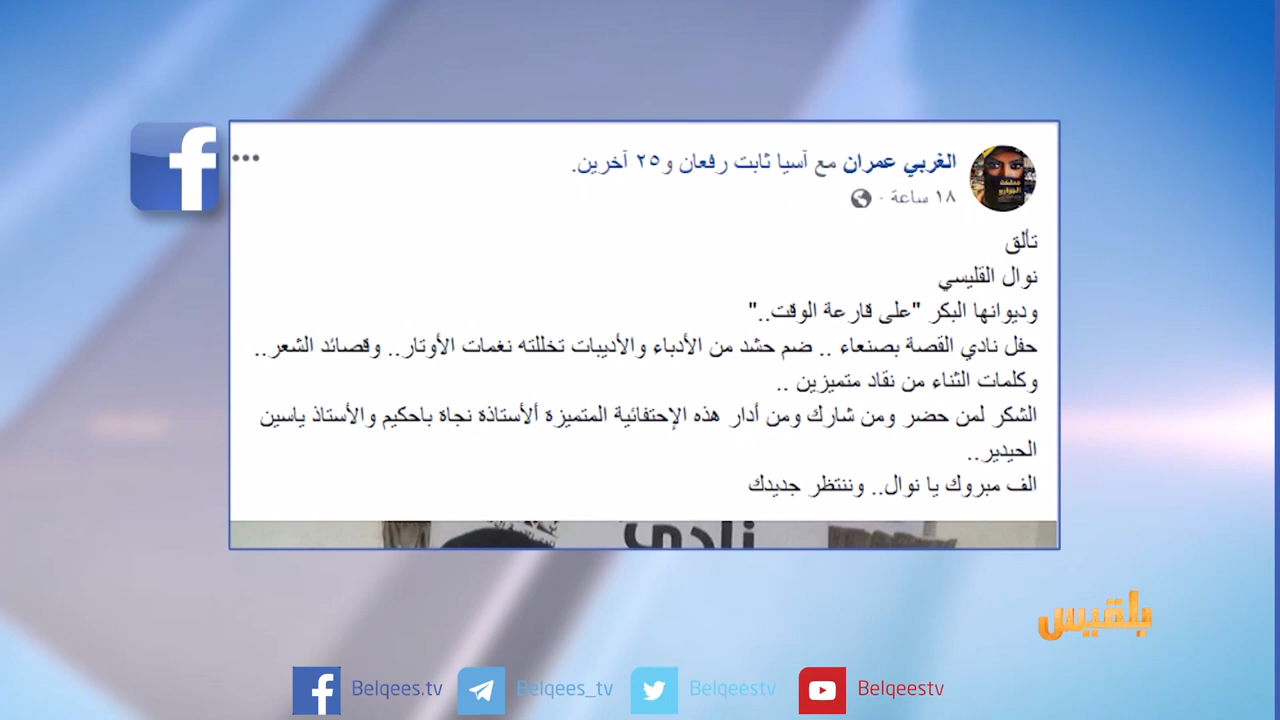 الغربي عمران مع آسيا ثابت رفعان و٢٥ آخرين.
١٨ ساعة ·
تألق
نوال القليسي
وديوانها البكر "على قارعة الوقت.."
حفل نادي القصة بصنعاء .. ضم حشد من الأدباء والأديبات تخللته نغمات الأوتار.. وقصائد الشعر..
وكلمات الثناء من نقاد متميزين ..
الشكر لمن حضر ومن شارك ومن أدار هذه الإحتفائية المتميزة ألأستاذة نجاة باحكيم والأستاذ ياسين
الحيدير..
الف مبروك يا نوال.. وننتظر جديدك
نادي
بلقيس
Belqees.tv
Belqees_tv
Belqeestv
Belqeestv